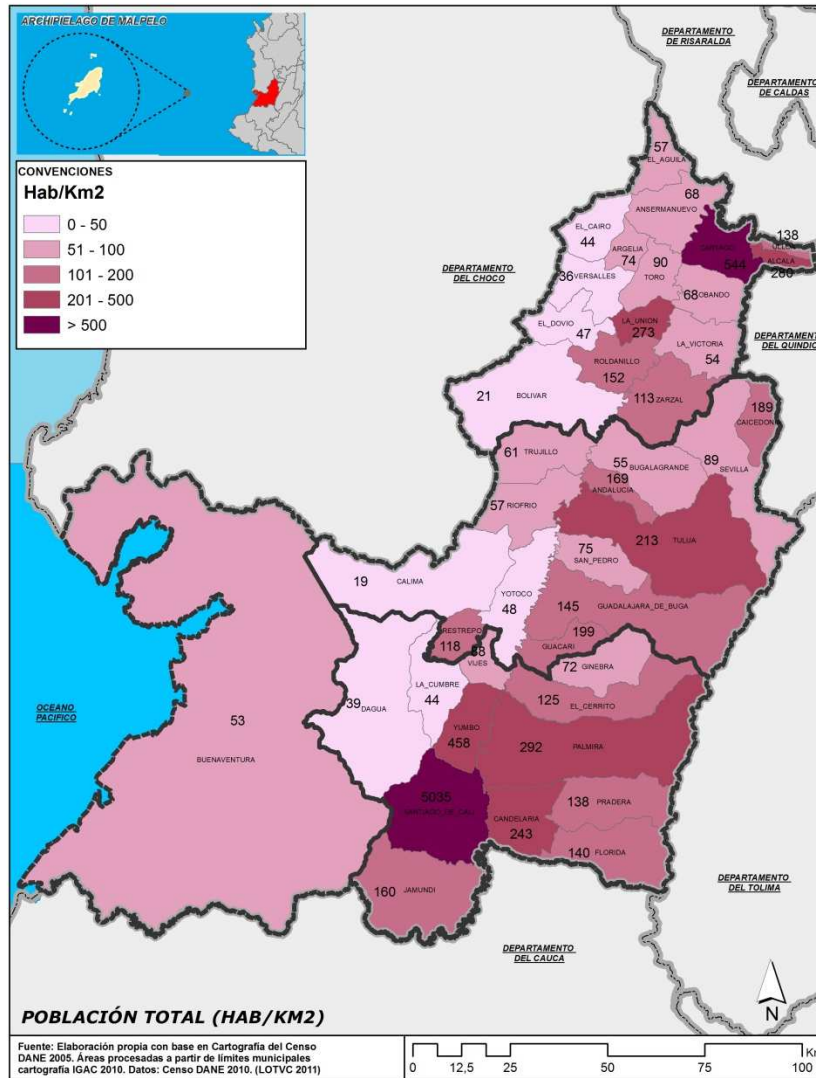 ARCHIPIELAGO DE MALPELO
DEPARTAMENTO
DE RISARALDA
DEPARTAMENTO
DE CALDAS
CONVENCIONES
Hab/Km2
0 - 50
51 - 100
101 - 200
201 - 500
> 500
57
EL_AGUILA
68
ANSERMANUEVO
EL_CAIRO
44
ARGELIA
74
90
TORO
CARTAGO
544
138
ULLOA
ALCALA
280
DEPARTAMENTO
DEL CHOCO
36 VERSALLES
68 OBANDO
EL_DOVIO
47
LA_UNION
273
LA_VICTORIA
54
DEPARTAMENTO
DEL QUINDIO
ROLDANILLO
152
21
BOLIVAR
113 ZARZAL
189
CAICEDONIA
61
TRUJILLO
55
BUGALAGRANDE
89
SEVILLA
169
ANDALUCIA
57 RIOFRIO
213
TULUA
75
SAN_PEDRO
19
CALIMA
YOTOCO
48
145
GUADALAJARA_DE_BUGA
RESTREPO
118
199
GUACARI
88
VIJES
72
GINEBRA
LA_CUMBRE
44
39 DAGUA
125
EL_CERRITO
OCEANO
PACIFICO
53
BUENAVENTURA
YUMBO
458
292
PALMIRA
5035
SANTIAGO_DE_CALI
138
PRADERA
CANDELARIA
243
140
FLORIDA
160
JAMUNDI
DEPARTAMENTO
DEL TOLIMA
DEPARTAMENTO
DEL CAUCA
N
POBLACIÓN TOTAL (HAB/KM2)
Fuente: Elaboración propia con base en Cartografía del Censo
DANE 2005. Áreas procesadas a partir de límites municipales
cartografía IGAC 2010. Datos: Censo DANE 2010. (LOTVC 2011)
0 12,5 25 50 75 100